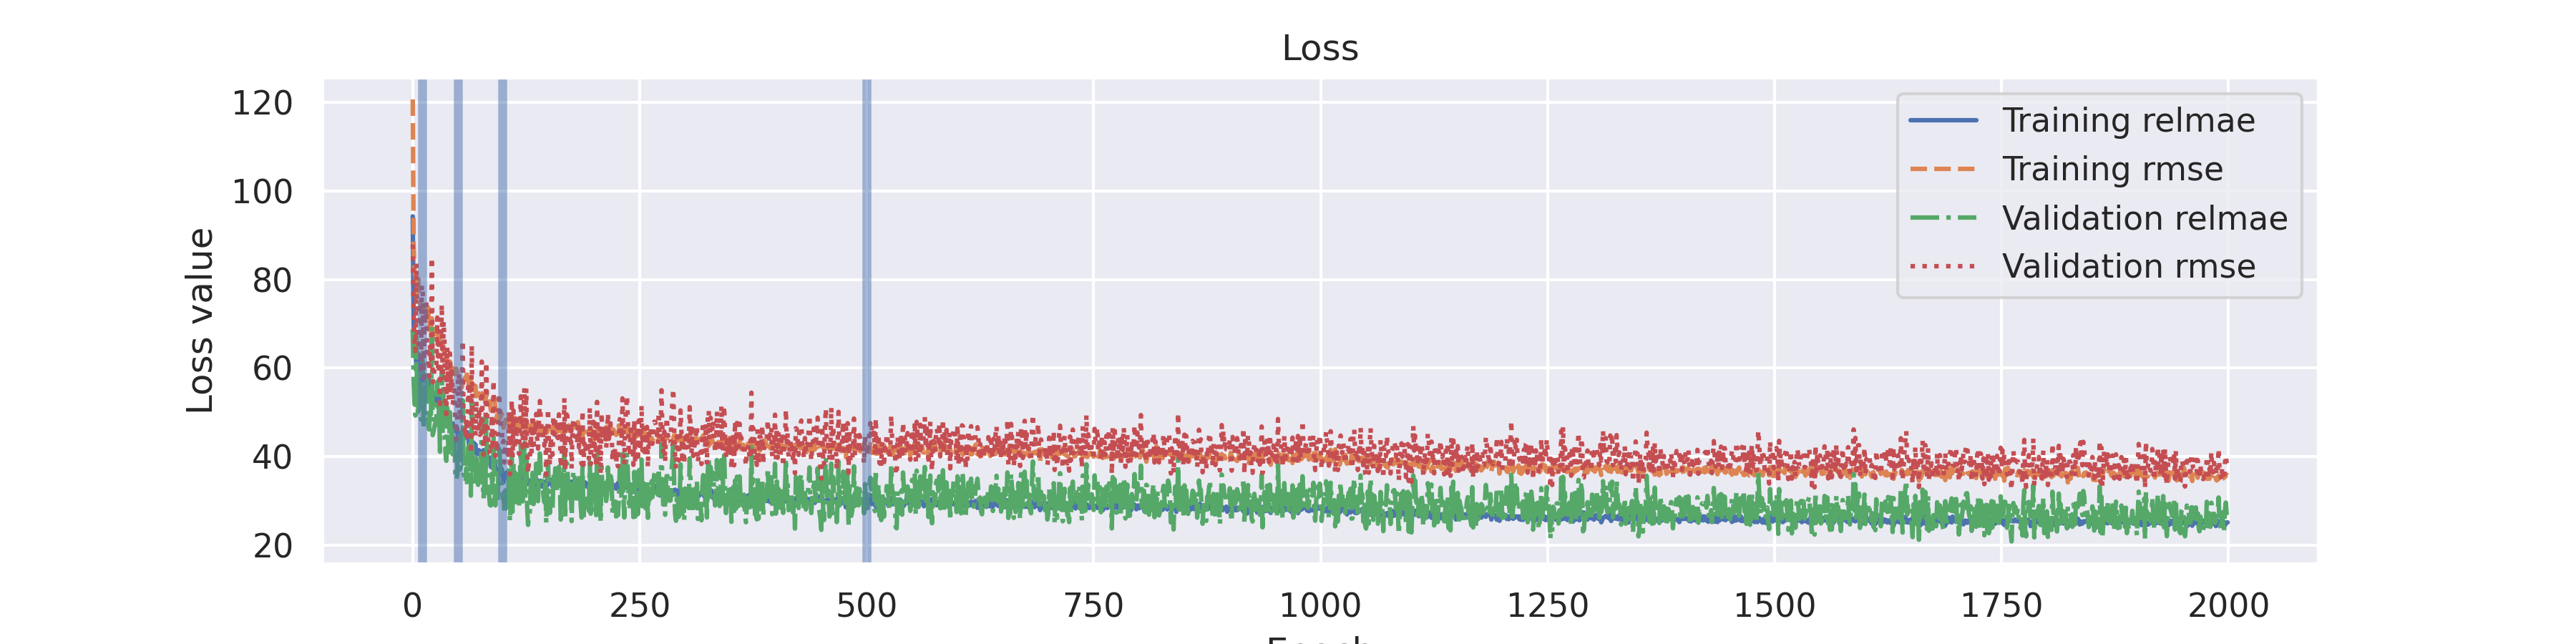 Loss
120
100
80
60
40
20
Loss value
Training relmae
Training rmse
Validation relmae
Validation rmse
0 250 500 750 1000 1250 1500 1750 2000